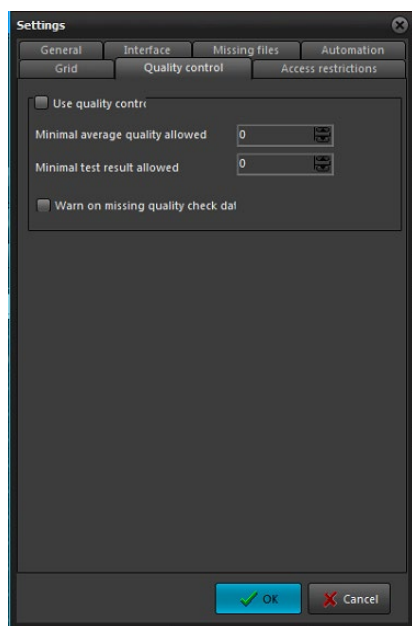 Settings
General Interface Missing files Automation
Grid Quality control Access restrictions
Use quality contro
Minimal average quality allowed 0
Minimal test result allowed 0
Warn on missing quality check dat
OK Cancel